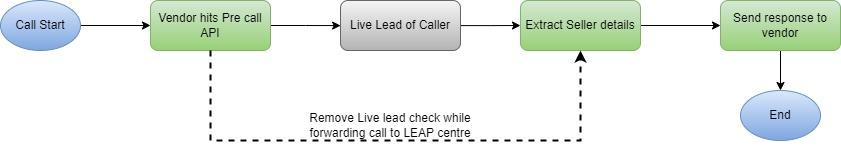 Call Start
Vendor hits Pre call
API
Live Lead of Caller
Extract Seller details
Send response to
vendor
Remove Live lead check while
forwarding call to LEAP centre
End